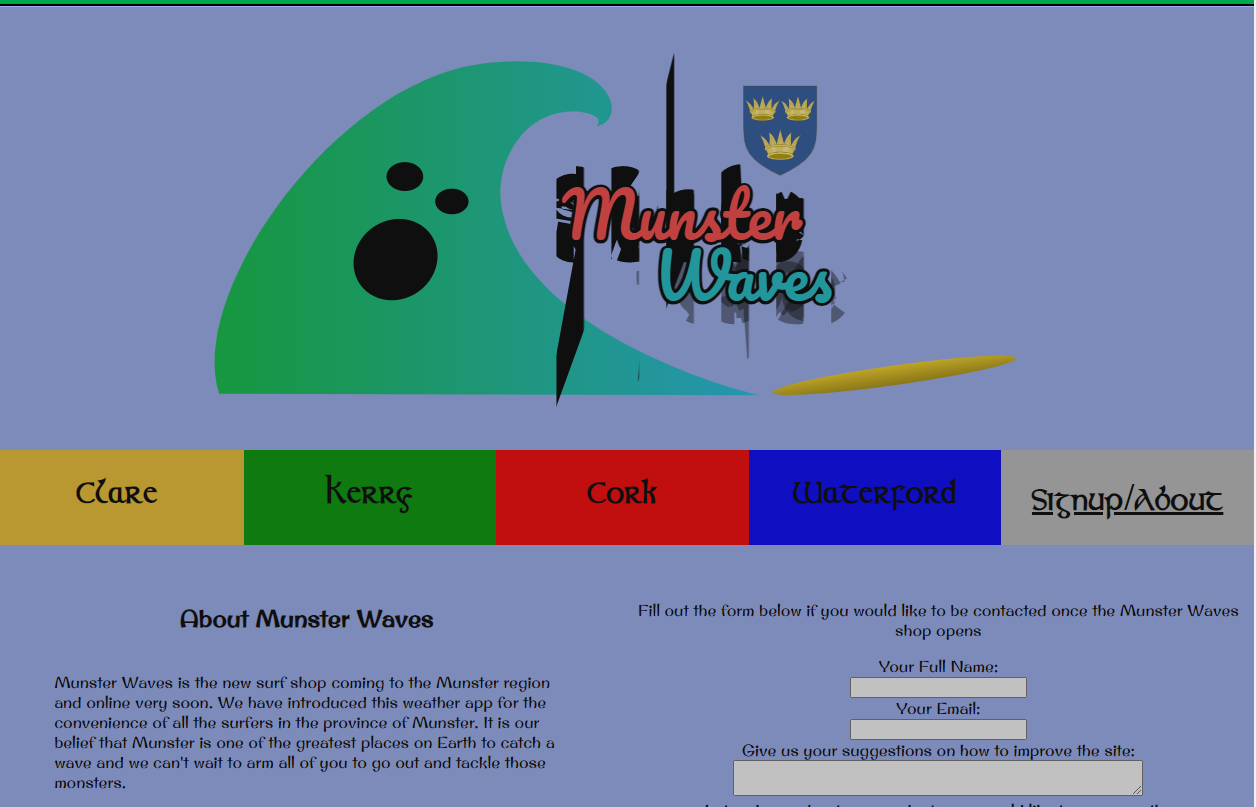 Munster
Waves
Clare
Kerry
Cork
Waterford
Signup/About
About Munster Waves
Munster Waves is the new surf shop coming to the Munster region
and online very soon. We have introduced this weather app for the
convenience of all the surfers in the province of Munster. It is our
belief that Munster is one of the greatest places on Earth to catch a
wave and we can't wait to arm all of you to go out and tackle those
monsters.
Fill out the form below if you would like to be contacted once the Munster Waves
shop opens
Your Full Name:
Your Email:
Give us your suggestions on how to improve the site: